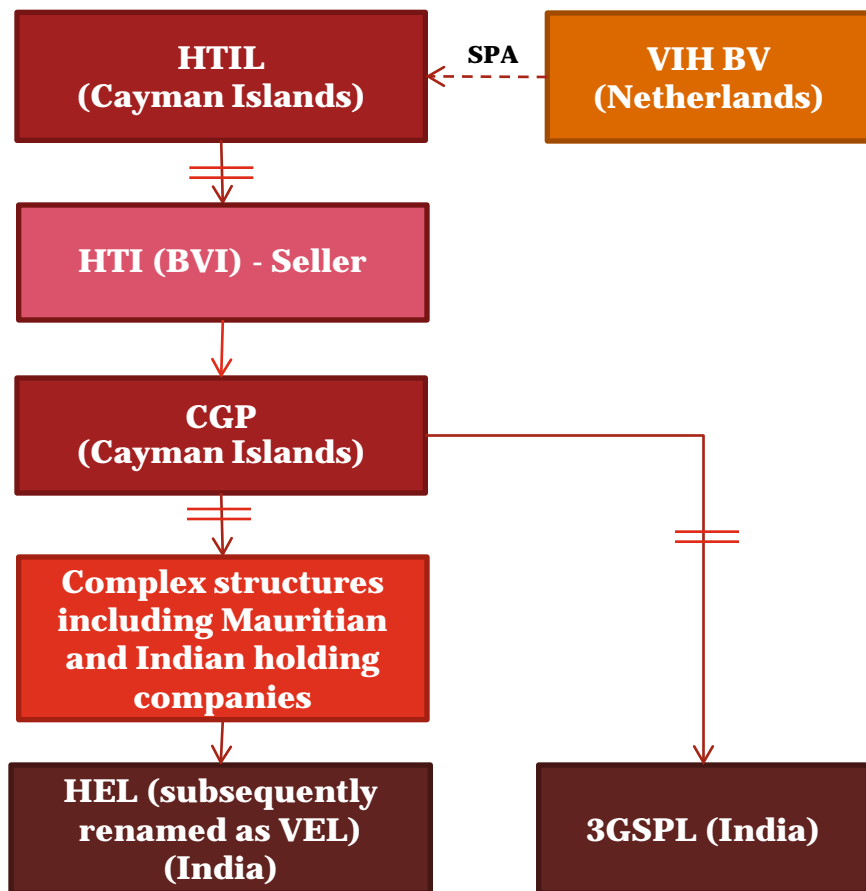 HTIL
(Cayman Islands)
SPA
VIH BV
(Netherlands)
HTI (BVI) - Seller
CGP
(Cayman Islands)
Complex structures
including Mauritian
and Indian holding
companies
HEL (subsequently
renamed as VEL)
(India)
3GSPL (India)